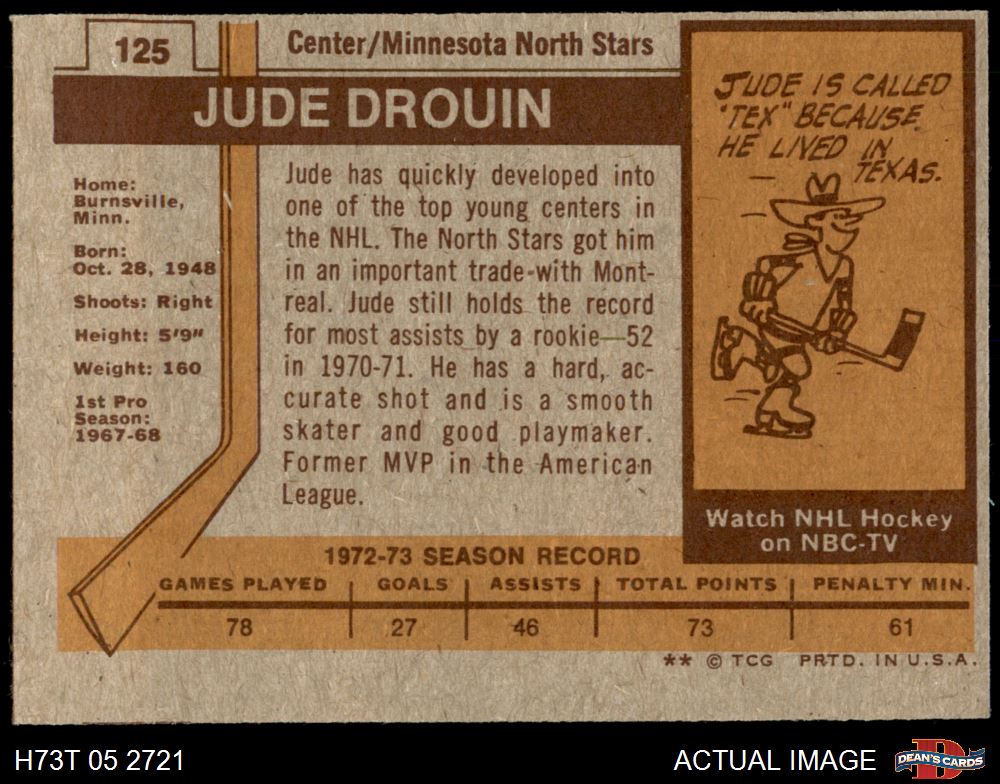 125
Center/Minnesota North Stars
JUDE DROUIN
Home:
Burnsville,
Minn.
Born:
Oct. 28, 1948
Shoots: Right
Height: 5'9"
Weight: 160
1st Pro
Season:
1967-68
Jude has quickly developed into
one of the top young centers in
the NHL. The North Stars got him
in an important trade with Mont-
real. Jude still holds the record
for most assists by a rookie—52
in 1970-71. He has a hard, ac-
curate shot and is a smooth
skater and good playmaker.
Former MVP in the American
League.
JUDE IS CALLED
"TEX" BECAUSE
HE LIVED IN
TEXAS.
Watch NHL Hockey
on NBC-TV
1972-73 SEASON RECORD
GAMES PLAYED GOALS ASSISTS TOTAL POINTS PENALTY MIN.
78 27 46 73 61
** © TCG PRTD. IN U.S.A.
H73T 05 2721
ACTUAL IMAGE
DEAN'S CARDS